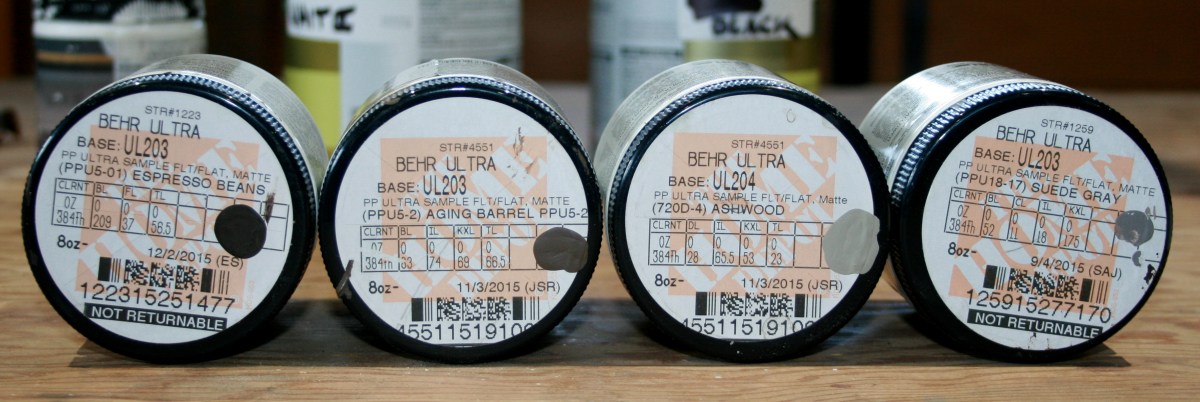 WHITE
BLACK
STR#1223
BEHR ULTRA
BASE: UL203
PP ULTRA SAMPLE FLT/FLAT, MATTE
(PPU5-01) ESPRESSO BEANS
CLRNT BL FL TL
OZ 0 0 0
384th 209 37 56.5
8oz-
12/2/2015 (ES)
122315251477
NOT RETURNABLE
STR#4551
BEHR ULTRA
BASE: UL203
PP ULTRA SAMPLE FLT/FLAT, MATTE
(PPU5-2) AGING BARREL PPU5-2
CLRNT BL IL KXL TL
OZ 0 0 0 0
384th 53 74 69 66.5
8oz-
11/3/2015 (JSR)
STR#4551
BEHR ULTRA
BASE: UL204
PP ULTRA SAMPLE FLT/FLAT, Matte
(720D-4) ASHWOOD
CLRNT DL IL KXL TL
OZ 0 0 0 0
384th 28 65.5 53 23
8oz-
11/3/2015 (JSR)
STR#1259
BEHR ULTRA
BASE: UL203
PP ULTRA SAMPLE FLT/FLAT, MATTE
(PPU18-17) SUEDE GRAY
CLRNT BL CL IL KXL
OZ 0 0 0 0
384th 52 11 18 175
8oz-
9/4/2015 (SAJ)
125915277170
NOT RETURNABLE